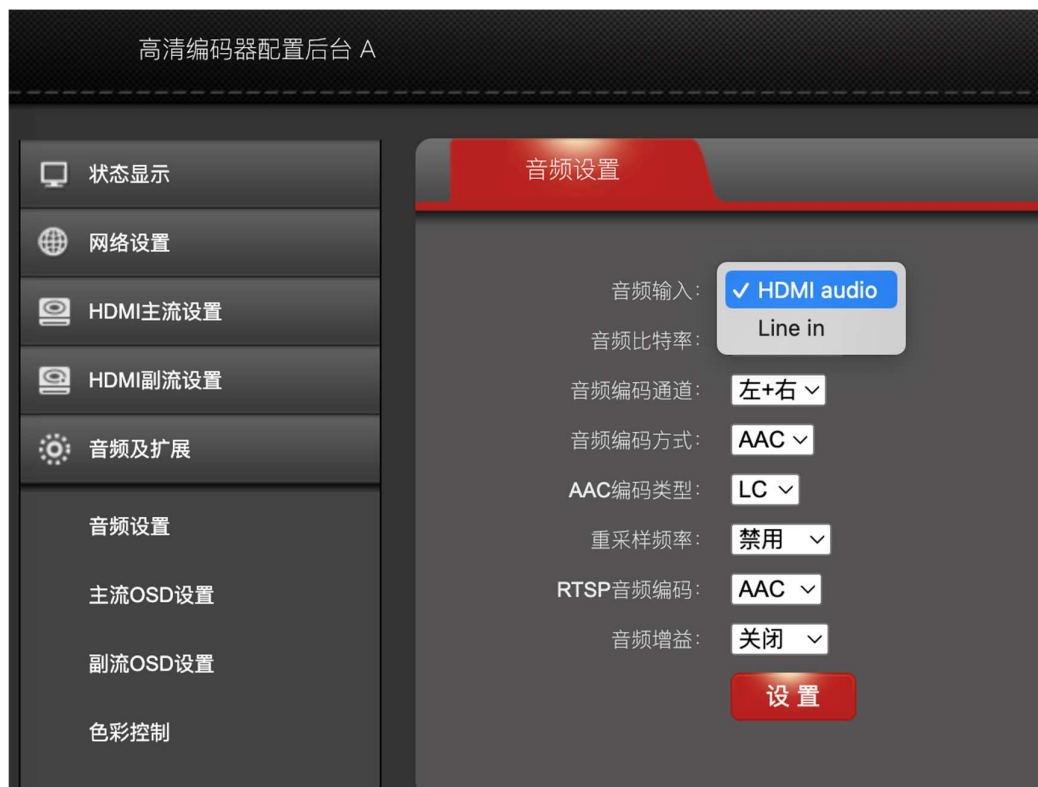 高清编码器配置后台 A
状态显示
网络设置
HDMI主流设置
HDMI副流设置
音频及扩展
音频设置
主流OSD设置
副流OSD设置
色彩控制
音频设置
音频输入: ✓ HDMI audio
Line in
音频比特率:
音频编码通道: 左+右
音频编码方式: AAC
AAC编码类型: LC
重采样频率: 禁用
RTSP音频编码: AAC
音频增益: 关闭
设 置